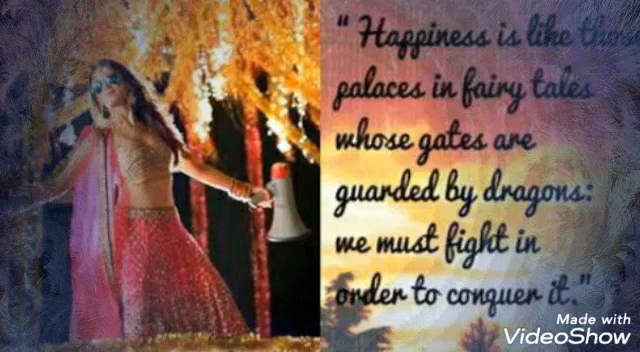 " Happiness is like those
palaces in fairy tales
whose gates are
guarded by dragons:
we must fight in
order to conquer it."
Made with
VideoShow